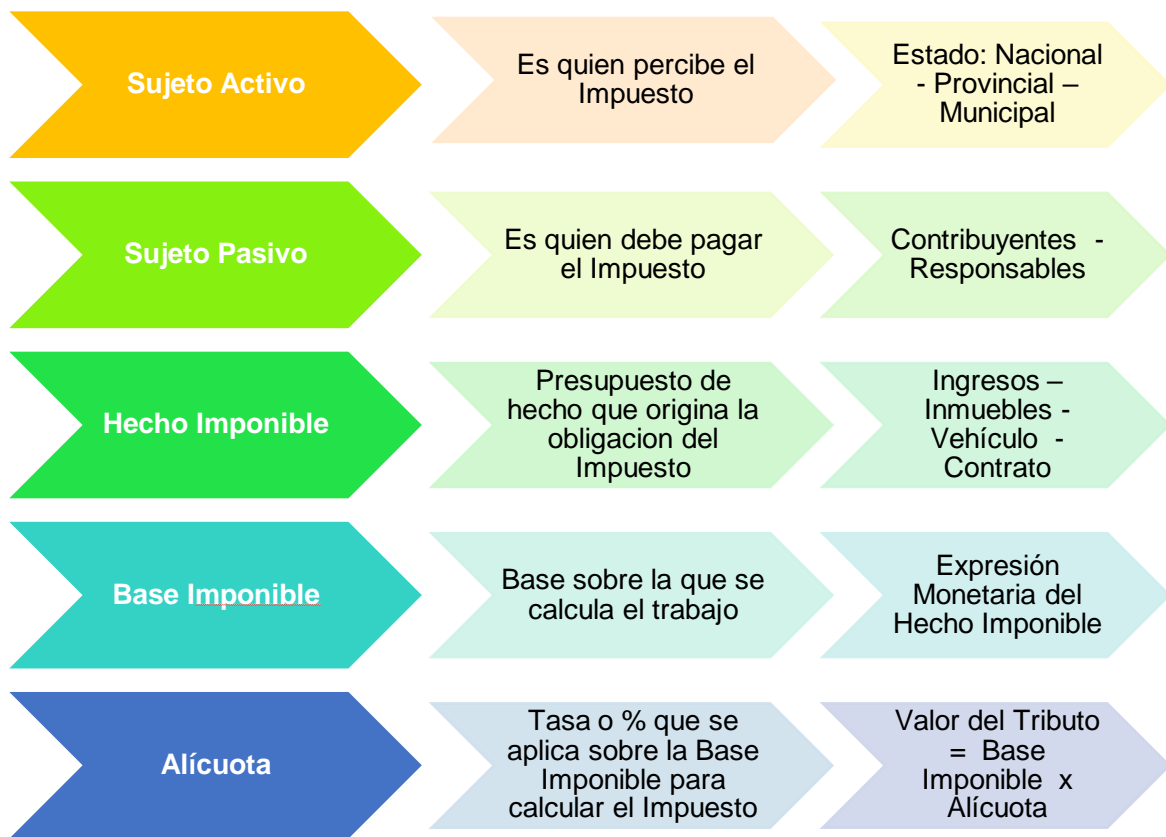 Sujeto Activo
Es quien percibe el
Impuesto
Estado: Nacional
- Provincial –
Municipal
Sujeto Pasivo
Es quien debe pagar
el Impuesto
Contribuyentes -
Responsables
Hecho Imponible
Presupuesto de
hecho que origina la
obligacion del
Impuesto
Ingresos –
Inmuebles -
Vehículo -
Contrato
Base Imponible
Base sobre la que se
calcula el trabajo
Expresión
Monetaria del
Hecho Imponible
Alícuota
Tasa o % que se
aplica sobre la Base
Imponible para
calcular el Impuesto
Valor del Tributo
= Base
Imponible x
Alícuota